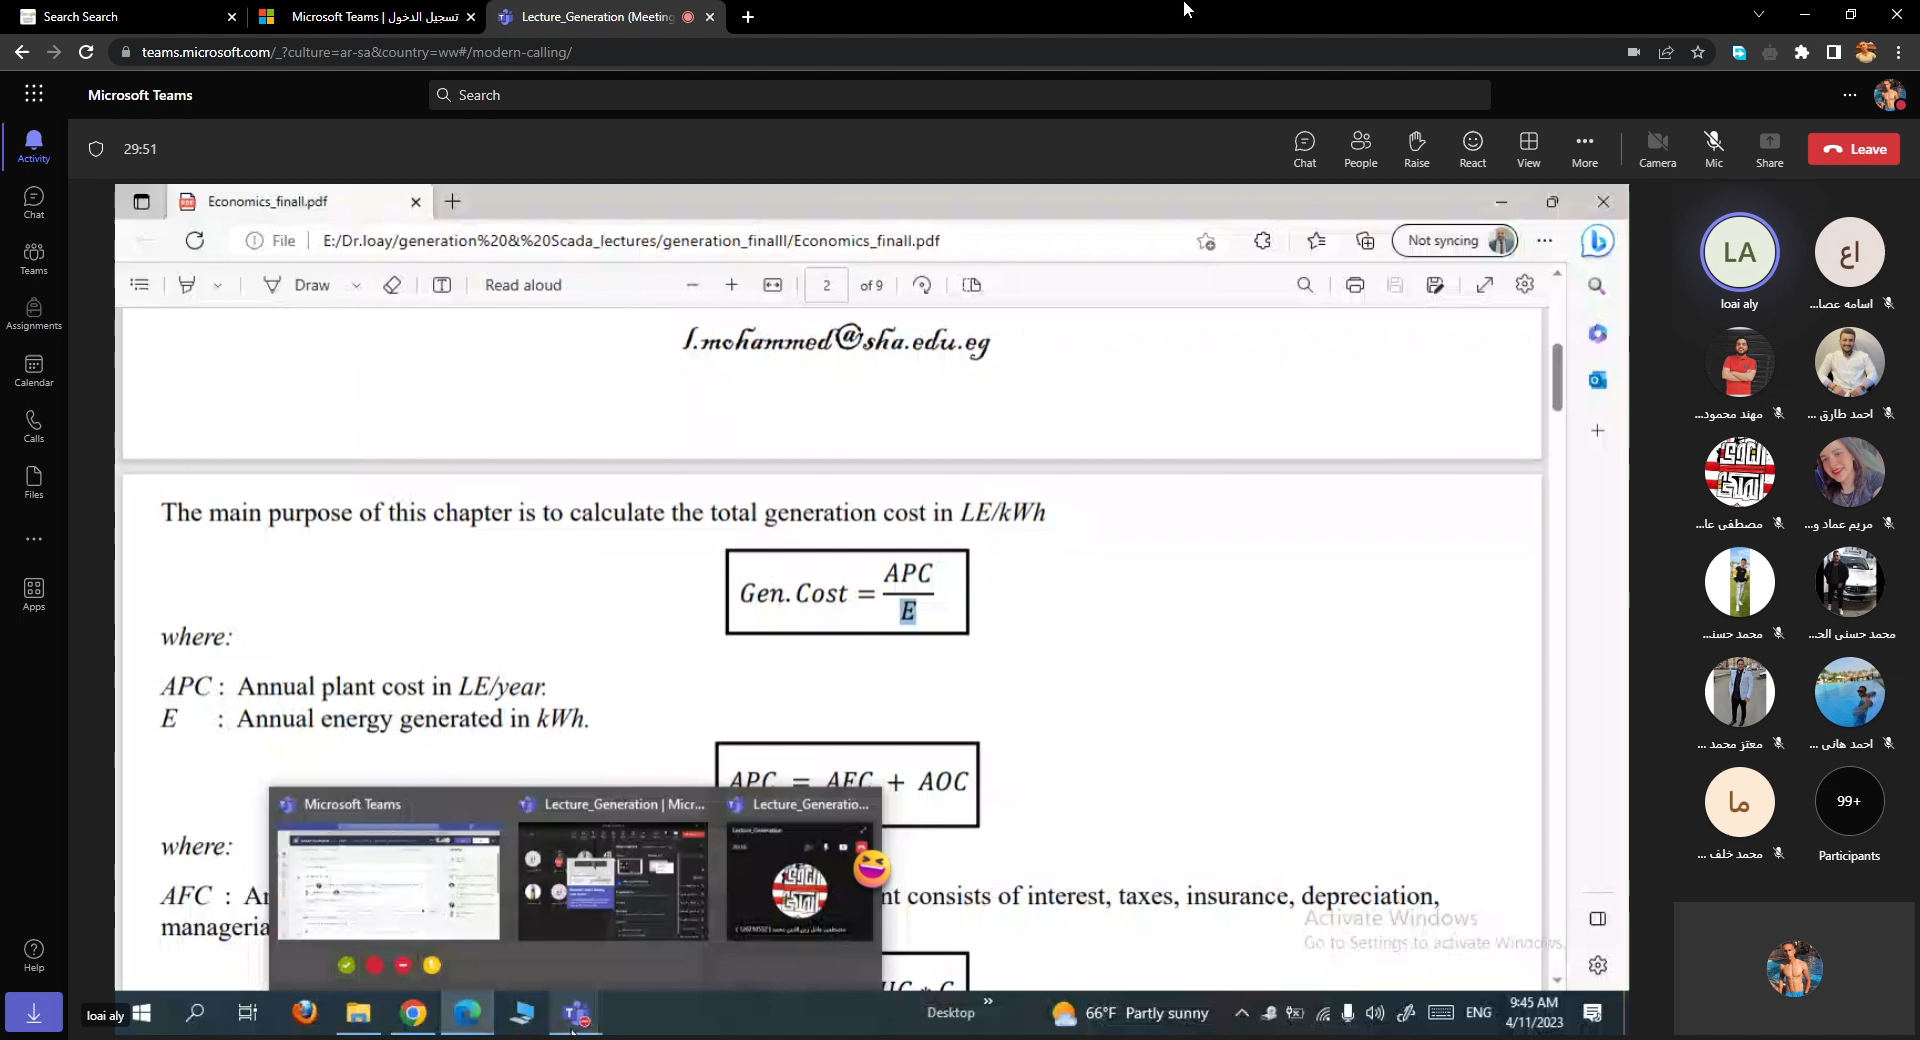 Search Search
Microsoft Teams | تسجيل الدخول
Lecture_Generation (Meeting
teams.microsoft.com/_?culture=ar-sa&country=ww#/modern-calling/
Microsoft Teams
Search
29:51
Chat
People
Raise
React
View
More
Camera
Mic
Share
Leave
Activity
Chat
Teams
Assignments
Calendar
Calls
Files
Apps
Help
Economics_finall.pdf
File
E:/Dr.loay/generation%20&%20Scada_lectures/generation_finalll/Economics_finall.pdf
Not syncing
Draw
Read aloud
2
of 9
l.mohammed@sha.edu.eg
The main purpose of this chapter is to calculate the total generation cost in LE/kWh
Gen. Cost = APC / E
where:
APC : Annual plant cost in LE/year.
E : Annual energy generated in kWh.
APC = AFC + AOC
where:
AFC : An
nt consists of interest, taxes, insurance, depreciation,
manageria
Microsoft Teams
Lecture_Generation | Micr...
Lecture_Generatio...
Lecture_Generation
Activate Windows
Go to Settings to activate Windows.
loai aly
Desktop
66°F Partly sunny
ENG
9:45 AM
4/11/2023
LA
loai aly
اع
اسامه عصا...
مهند محمود...
احمد طارق ...
مصطفى عا...
مريم عماد و...
محمد حسن...
محمد حسنى الح...
معتز محمد ...
احمد هانى ...
ما
محمد خلف ...
99+
Participants